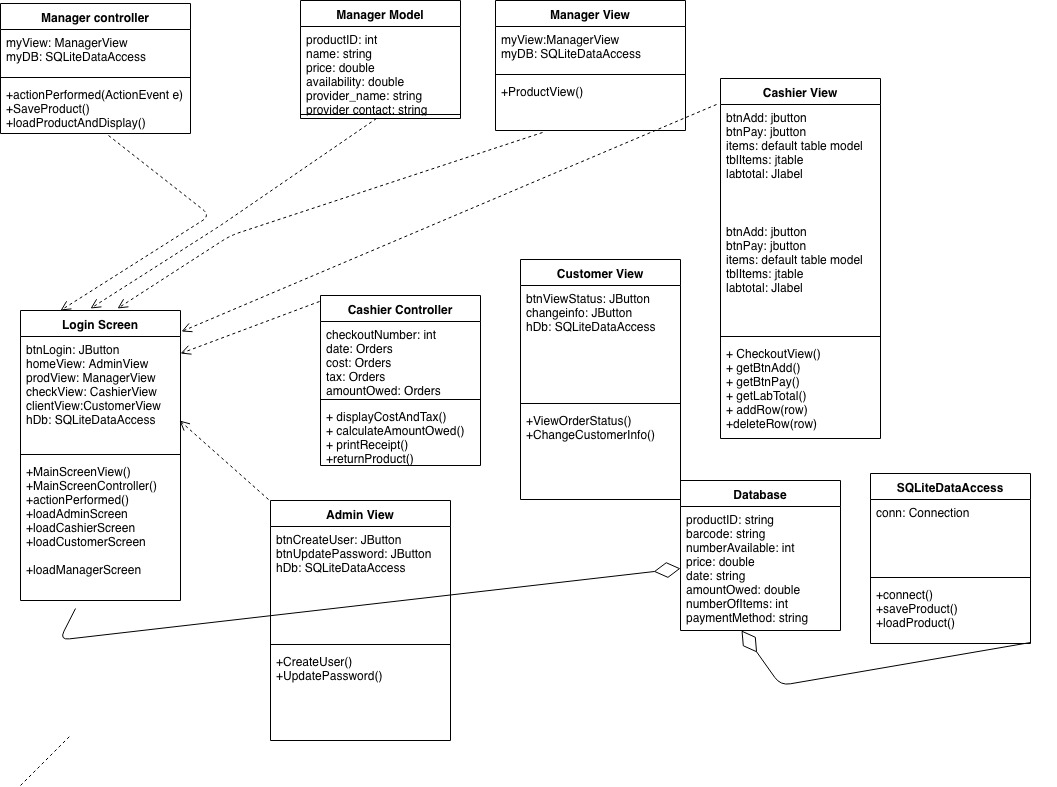 Manager controller
myView: ManagerView
myDB: SQLiteDataAccess
+actionPerformed(ActionEvent e)
+SaveProduct()
+loadProductAndDisplay()
Manager Model
productID: int
name: string
price: double
availability: double
provider_name: string
provider contact: string
Manager View
myView:ManagerView
myDB: SQLiteDataAccess
+ProductView()
Cashier View
btnAdd: jbutton
btnPay: jbutton
items: default table model
tblItems: jtable
labtotal: Jlabel
btnAdd: jbutton
btnPay: jbutton
items: default table model
tblItems: jtable
labtotal: Jlabel
+ CheckoutView()
+ getBtnAdd()
+ getBtnPay()
+ getLabTotal()
+ addRow(row)
+deleteRow(row)
Customer View
btnViewStatus: JButton
changeinfo: JButton
hDb: SQLiteDataAccess
+ViewOrderStatus()
+ChangeCustomerInfo()
Cashier Controller
checkoutNumber: int
date: Orders
cost: Orders
tax: Orders
amountOwed: Orders
+ displayCostAndTax()
+ calculateAmountOwed()
+ printReceipt()
+returnProduct()
Login Screen
btnLogin: JButton
homeView: AdminView
prodView: ManagerView
checkView: CashierView
clientView:CustomerView
hDb: SQLiteDataAccess
+MainScreenView()
+MainScreenController()
+actionPerformed()
+loadAdminScreen
+loadCashierScreen
+loadCustomerScreen
+loadManagerScreen
Admin View
btnCreateUser: JButton
btnUpdatePassword: JButton
hDb: SQLiteDataAccess
+CreateUser()
+UpdatePassword()
Database
productID: string
barcode: string
numberAvailable: int
price: double
date: string
amountOwed: double
numberOfItems: int
paymentMethod: string
SQLiteDataAccess
conn: Connection
+connect()
+saveProduct()
+loadProduct()